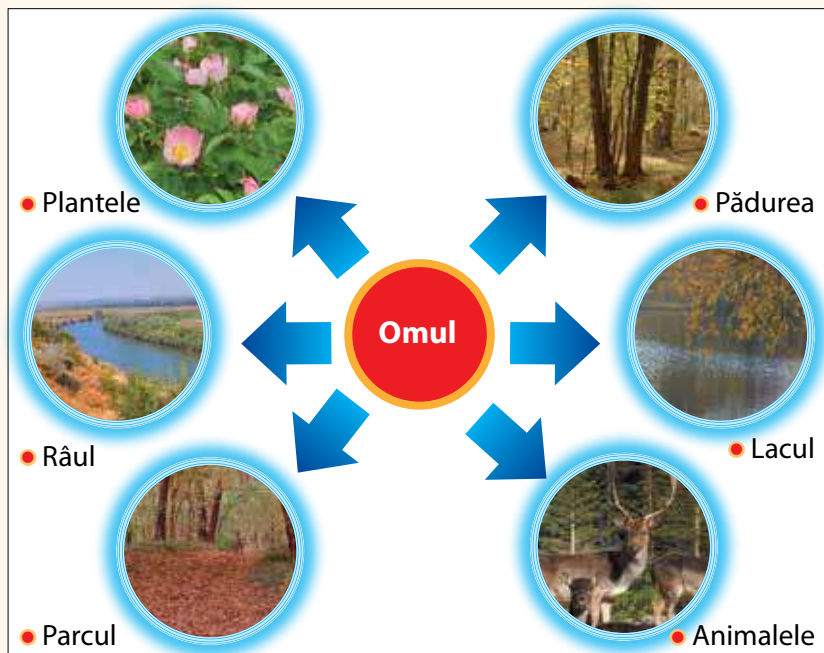 Plantele
Pădurea
Omul
Râul
Lacul
Parcul
Animalele